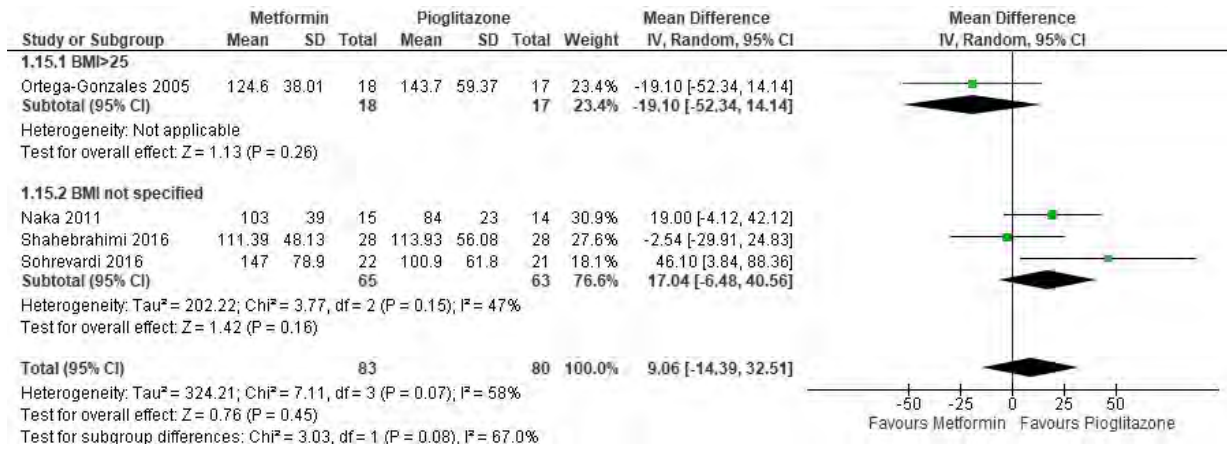 Metformin Pioglitazone Mean Difference Mean Difference
Study or Subgroup Mean SD Total Mean SD Total Weight IV, Random, 95% CI IV, Random, 95% CI
1.15.1 BMI>25
Ortega-Gonzales 2005 124.6 38.01 18 143.7 59.37 17 23.4% -19.10 [-52.34, 14.14]
Subtotal (95% CI) 18 17 23.4% -19.10 [-52.34, 14.14]
Heterogeneity: Not applicable
Test for overall effect: Z = 1.13 (P = 0.26)
1.15.2 BMI not specified
Naka 2011 103 39 15 84 23 14 30.9% 19.00 [-4.12, 42.12]
Shahebrahimi 2016 111.39 48.13 28 113.93 56.08 28 27.6% -2.54 [-29.91, 24.83]
Sohrevardi 2016 147 78.9 22 100.9 61.8 21 18.1% 46.10 [3.84, 88.36]
Subtotal (95% CI) 65 63 76.6% 17.04 [-6.48, 40.56]
Heterogeneity: Tau² = 202.22; Chi² = 3.77, df = 2 (P = 0.15); I² = 47%
Test for overall effect: Z = 1.42 (P = 0.16)
Total (95% CI) 83 80 100.0% 9.06 [-14.39, 32.51]
Heterogeneity: Tau² = 324.21; Chi² = 7.11, df = 3 (P = 0.07); I² = 58%
Test for overall effect: Z = 0.76 (P = 0.45)
Test for subgroup differences: Chi² = 3.03, df = 1 (P = 0.08), I² = 67.0%
-50 -25 0 25 50
Favours Metformin Favours Pioglitazone